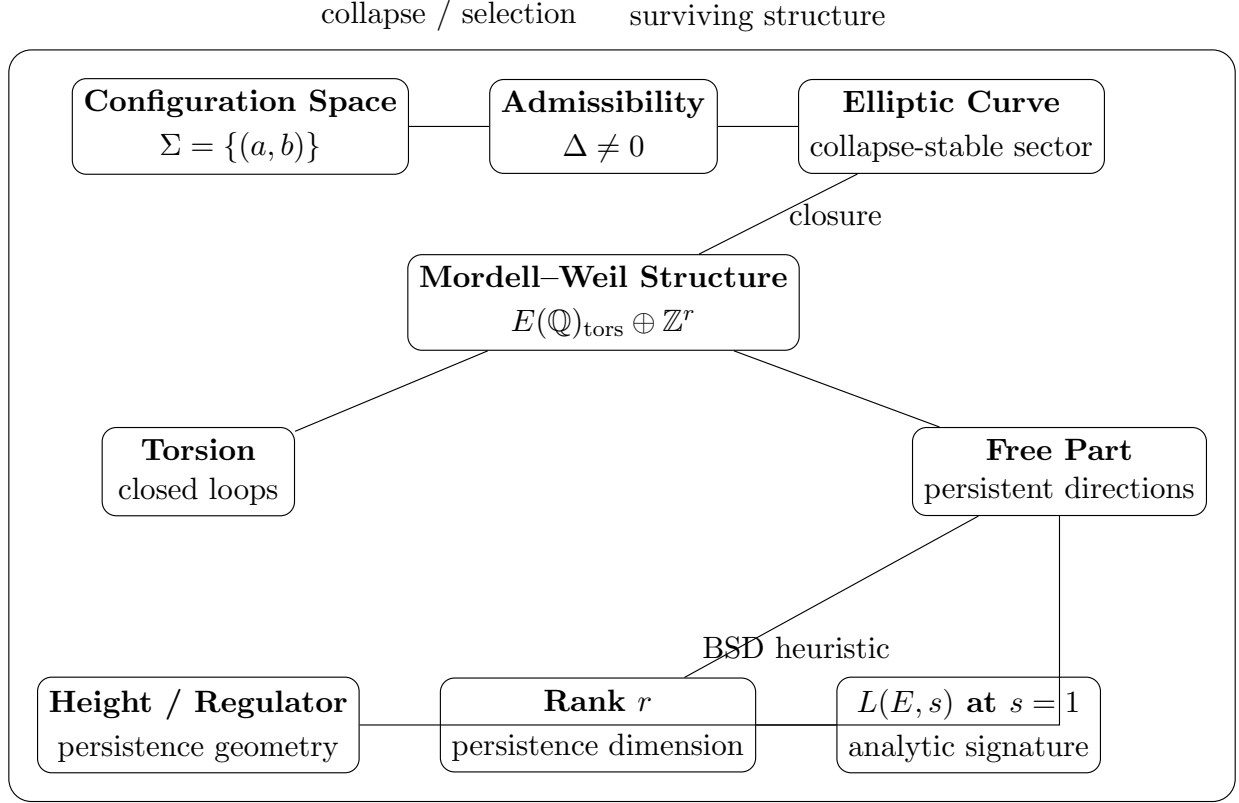 collapse / selection surviving structure
Configuration Space
Σ = {(a, b)}
Admissibility
Δ ≠ 0
Elliptic Curve
collapse-stable sector
closure
Mordell–Weil Structure
E(ℚ)tors ⊕ ℤ^r
Torsion
closed loops
Free Part
persistent directions
BSD heuristic
Height / Regulator
persistence geometry
Rank r
persistence dimension
L(E, s) at s = 1
analytic signature